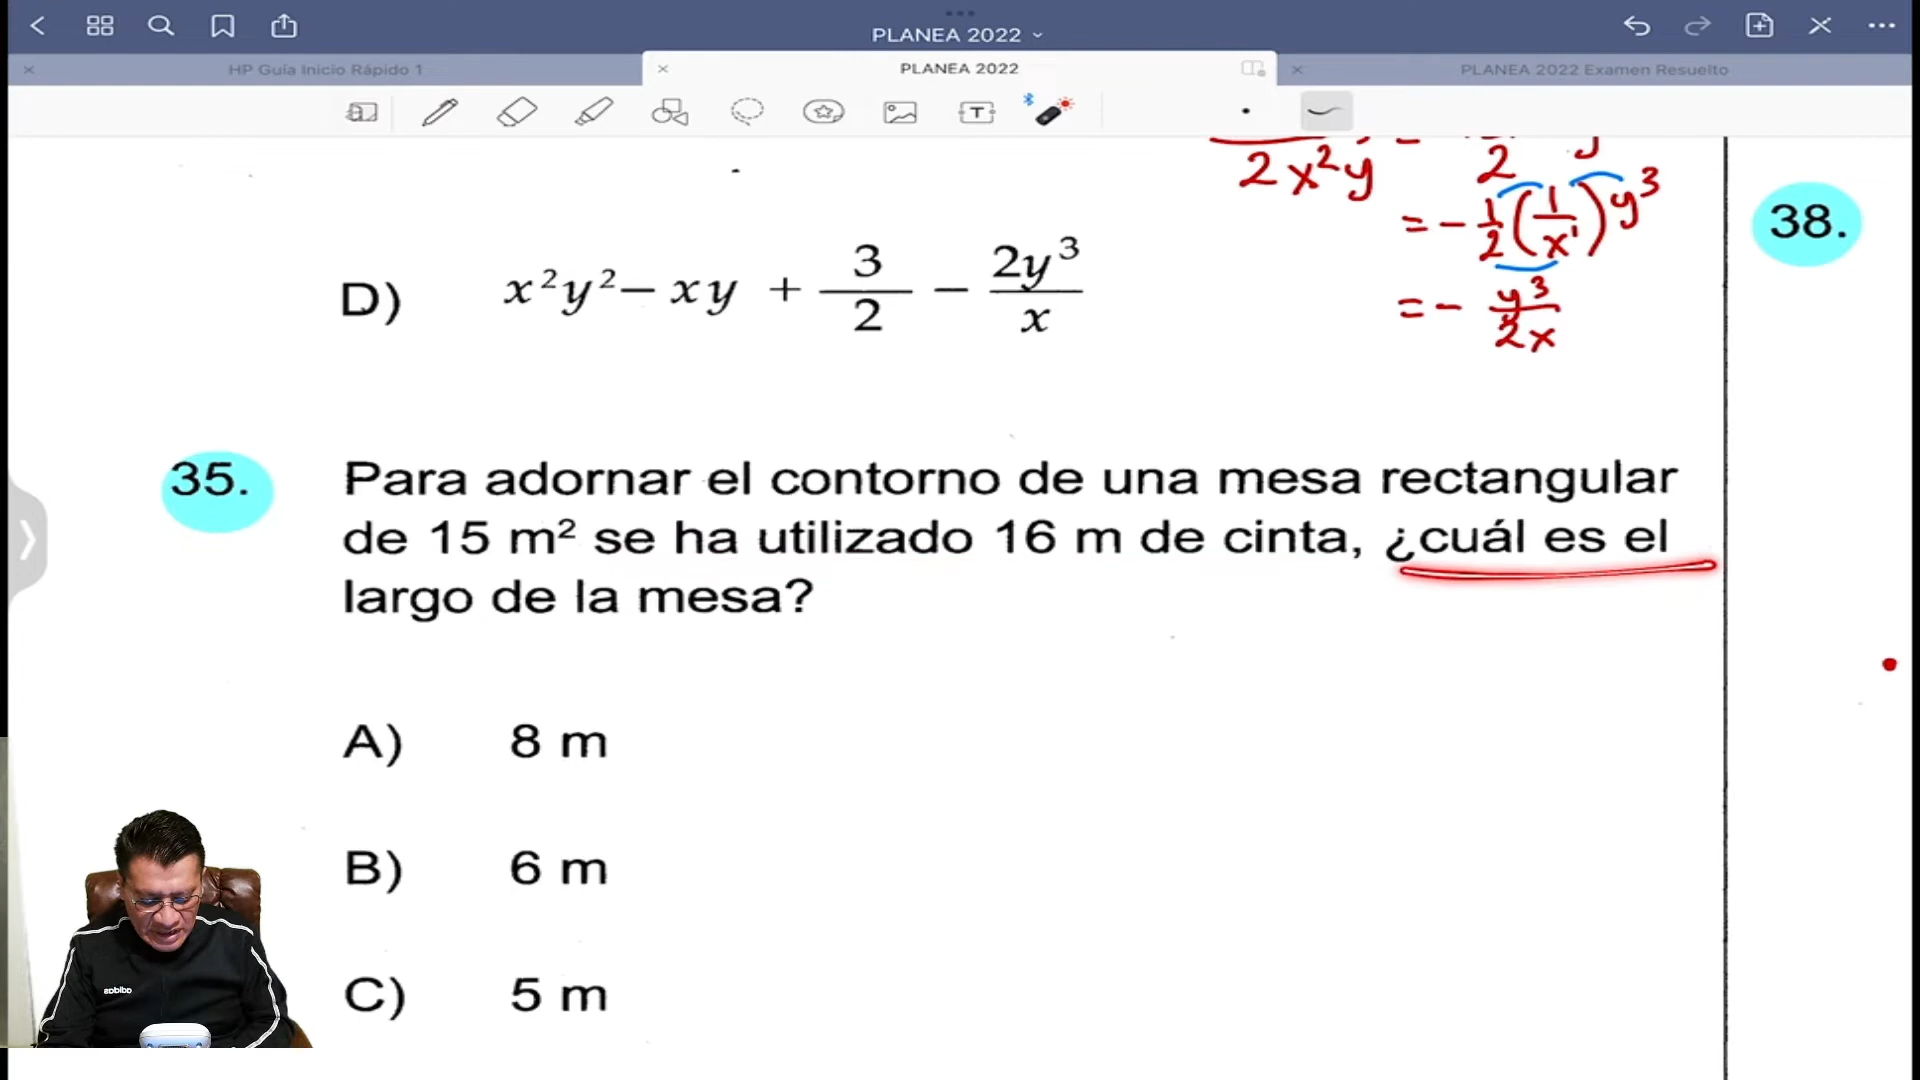 PLANEA 2022
HP Guía Inicio Rápido 1
PLANEA 2022
PLANEA 2022 Examen Resuelto
2x²y
2
= - 1/2 (1/x¹) y³
= - y³/2x
D) x²y² – xy + 3/2 – 2y³/x
38.
35. Para adornar el contorno de una mesa rectangular
de 15 m² se ha utilizado 16 m de cinta, ¿cuál es el
largo de la mesa?
A) 8 m
B) 6 m
C) 5 m
adidas